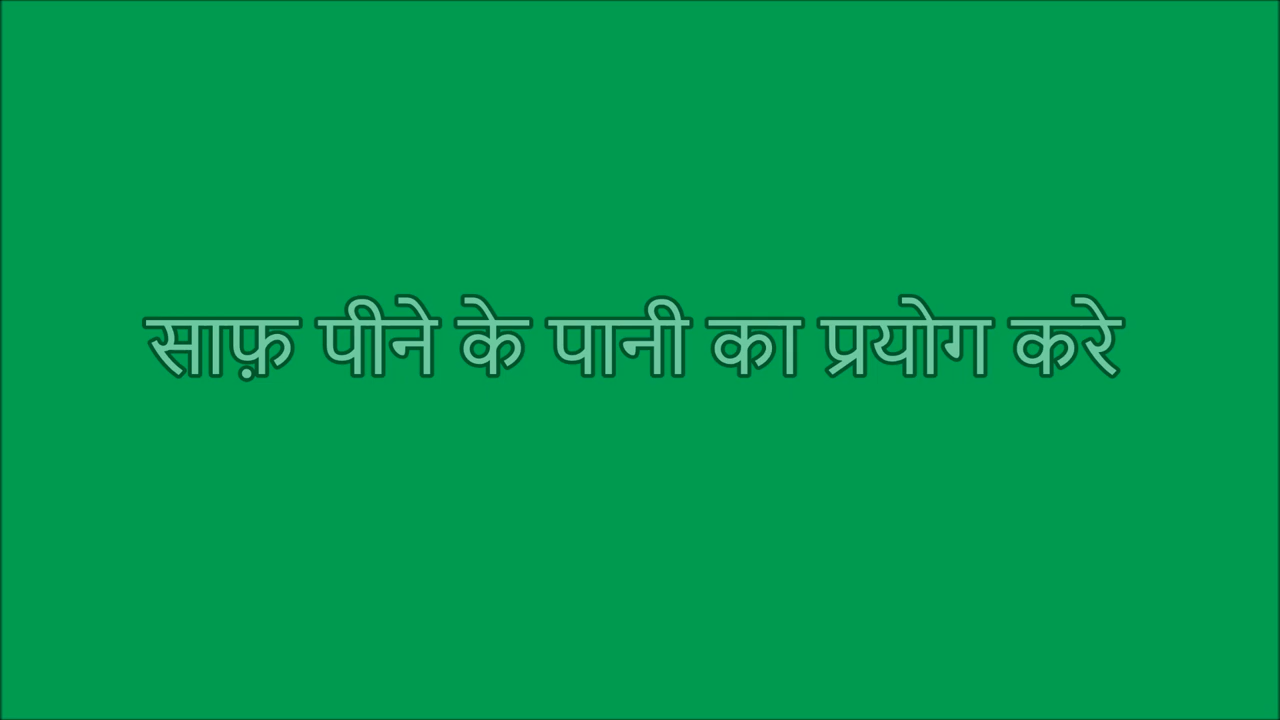 साफ़ पीने के पानी का प्रयोग करे